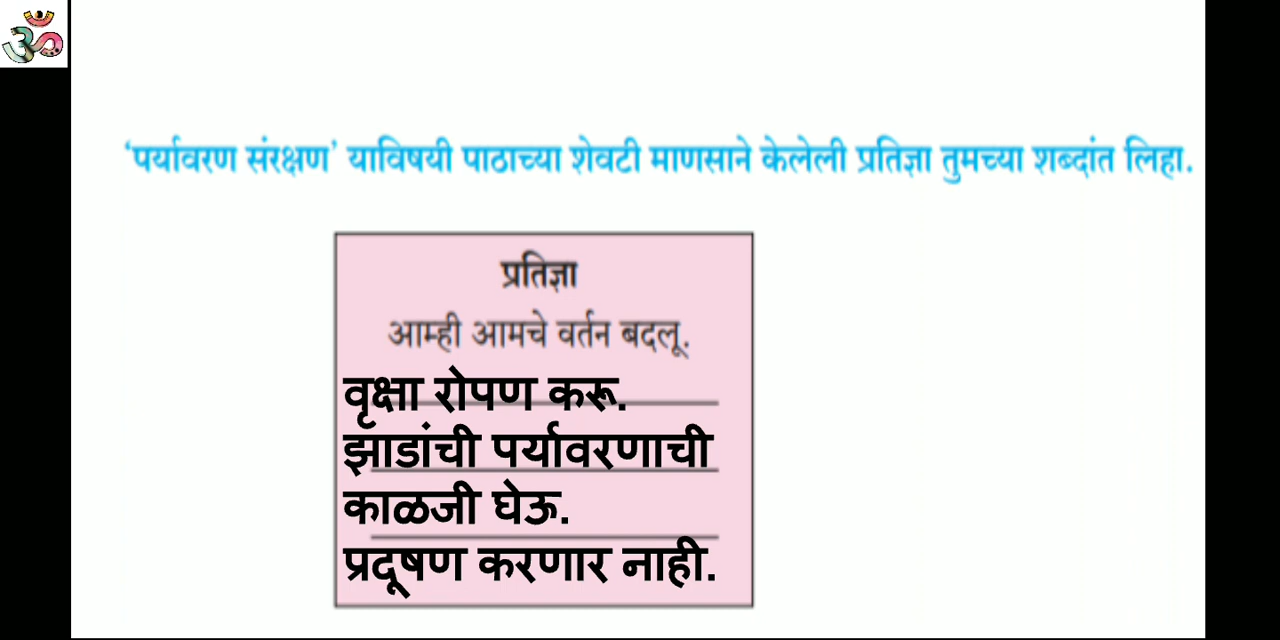 'पर्यावरण संरक्षण' याविषयी पाठाच्या शेवटी माणसाने केलेली प्रतिज्ञा तुमच्या शब्दांत लिहा.
प्रतिज्ञा
आम्ही आमचे वर्तन बदलू.
वृक्षा रोपण करू.
झाडांची पर्यावरणाची
काळजी घेऊ.
प्रदूषण करणार नाही.